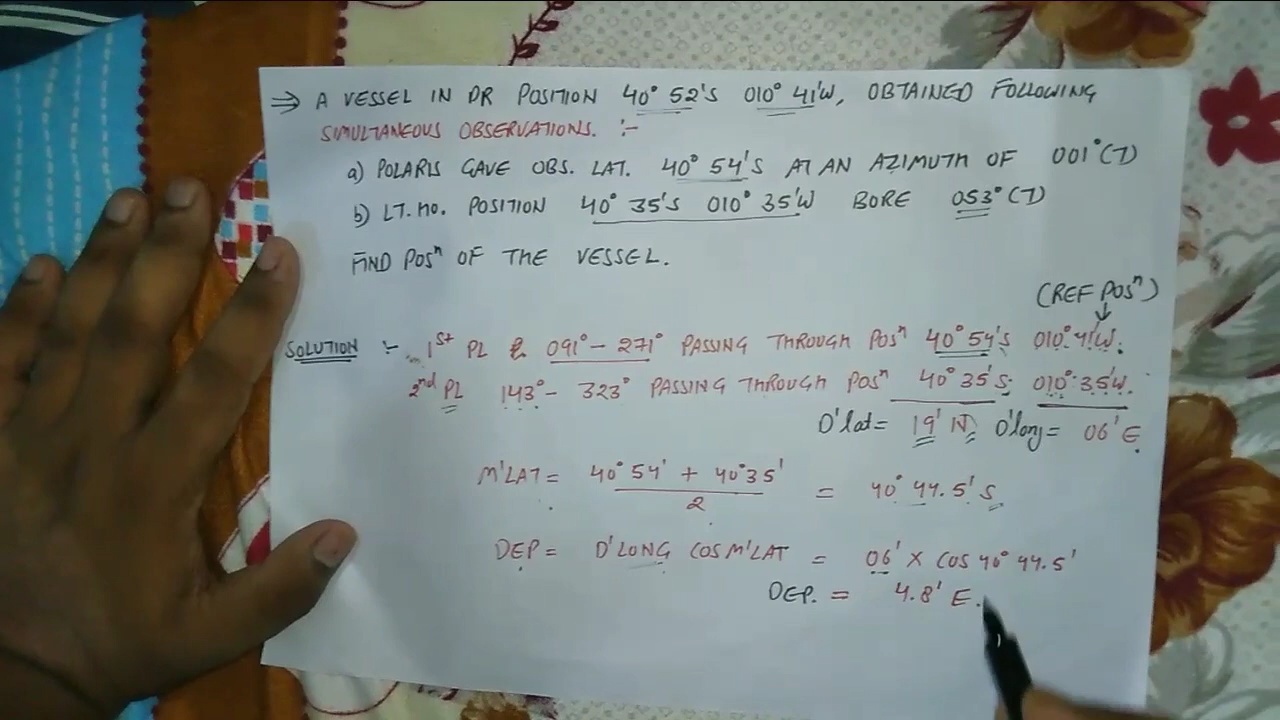 ⇒ A VESSEL IN DR POSITION 40° 52'S 010° 41'W, OBTAINED FOLLOWING
SIMULTANEOUS OBSERVATIONS. :-
a) POLARIS GAVE OBS. LAT. 40° 54'S AT AN AZIMUTH OF 001°(T)
b) LT. HO. POSITION 40° 35'S 010° 35'W BORE 053°(T)
FIND POSⁿ OF THE VESSEL.
(REF POSⁿ)
↓
SOLUTION :- 1st PL & 091° - 271° PASSING THROUGH POSⁿ 40° 54'S 010° 41'W.
2nd PL 143° - 323° PASSING THROUGH POSⁿ 40° 35'S. 010° 35'W.
D'lat = 19' N, D'long = 06' E.
M'LAT = 40° 54' + 40° 35' / 2 = 40° 44.5' S
DEP = D'LONG COS M'LAT = 06' X COS 40° 44.5'
DEP. = 4.8' E.